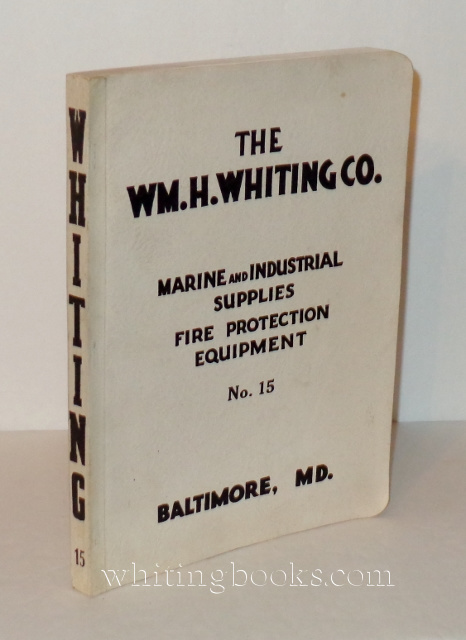 WHITING
15
THE
WM.H.WHITING CO.
MARINE AND INDUSTRIAL
SUPPLIES
FIRE PROTECTION
EQUIPMENT
No. 15
BALTIMORE, MD.
whitingbooks.com